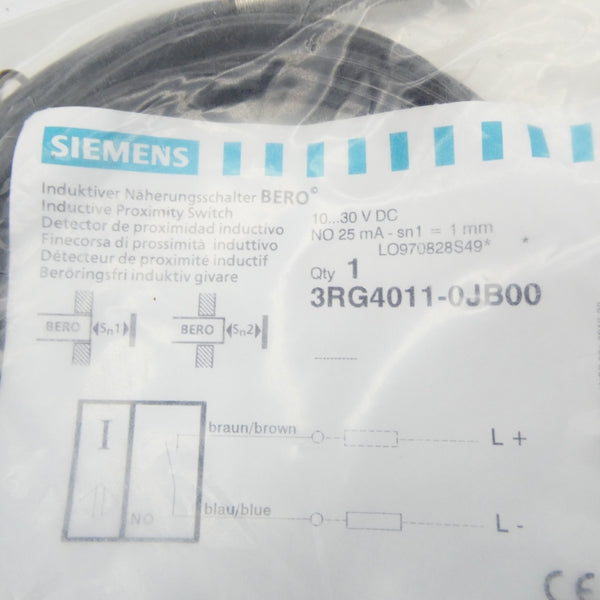 SIEMENS
Induktiver Näherungsschalter BERO©
Inductive Proximity Switch
Detector de proximidad inductivo
Finecorsa di prossimità induttivo
Détecteur de proximité inductif
Beröringsfri induktiv givare
10...30 V DC
NO 25 mA - sn1 = 1 mm
LO970828S49* *
Qty 1
3RG4011-0JB00
BERO Sn1
BERO Sn2
I
NO
braun/brown
L +
blau/blue
L -
CE